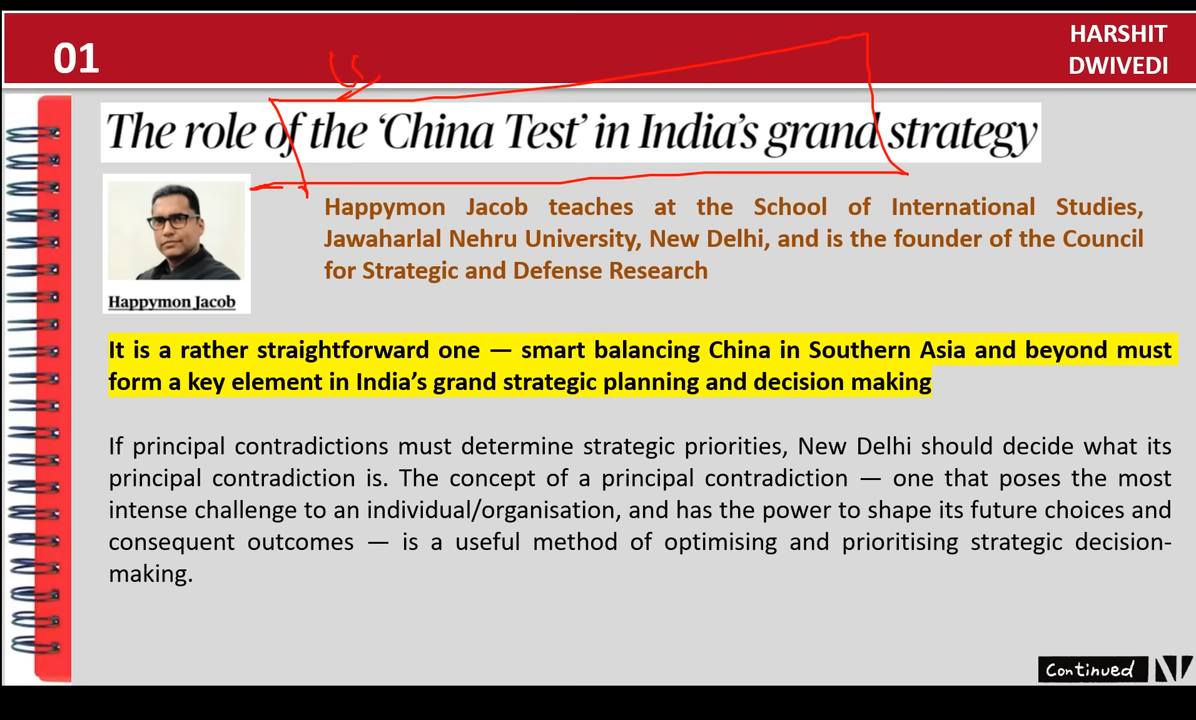 01
HARSHIT
DWIVEDI
The role of the ‘China Test’ in India’s grand strategy
Happymon Jacob teaches at the School of International Studies,
Jawaharlal Nehru University, New Delhi, and is the founder of the Council
for Strategic and Defense Research
Happymon Jacob
It is a rather straightforward one — smart balancing China in Southern Asia and beyond must
form a key element in India’s grand strategic planning and decision making
If principal contradictions must determine strategic priorities, New Delhi should decide what its
principal contradiction is. The concept of a principal contradiction — one that poses the most
intense challenge to an individual/organisation, and has the power to shape its future choices and
consequent outcomes — is a useful method of optimising and prioritising strategic decision-
making.
Continued